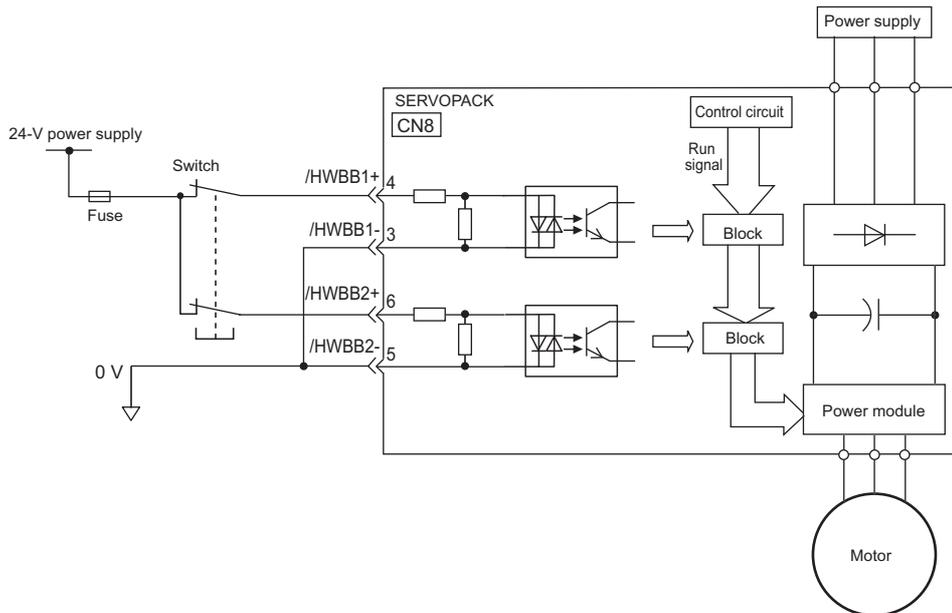 Power supply
SERVOPACK
CN8
Control circuit
24-V power supply
Run
signal
Switch
/HWBB1+
4
Fuse
/HWBB1-
3
Block
/HWBB2+
6
/HWBB2-
5
Block
0 V
Power module
Motor